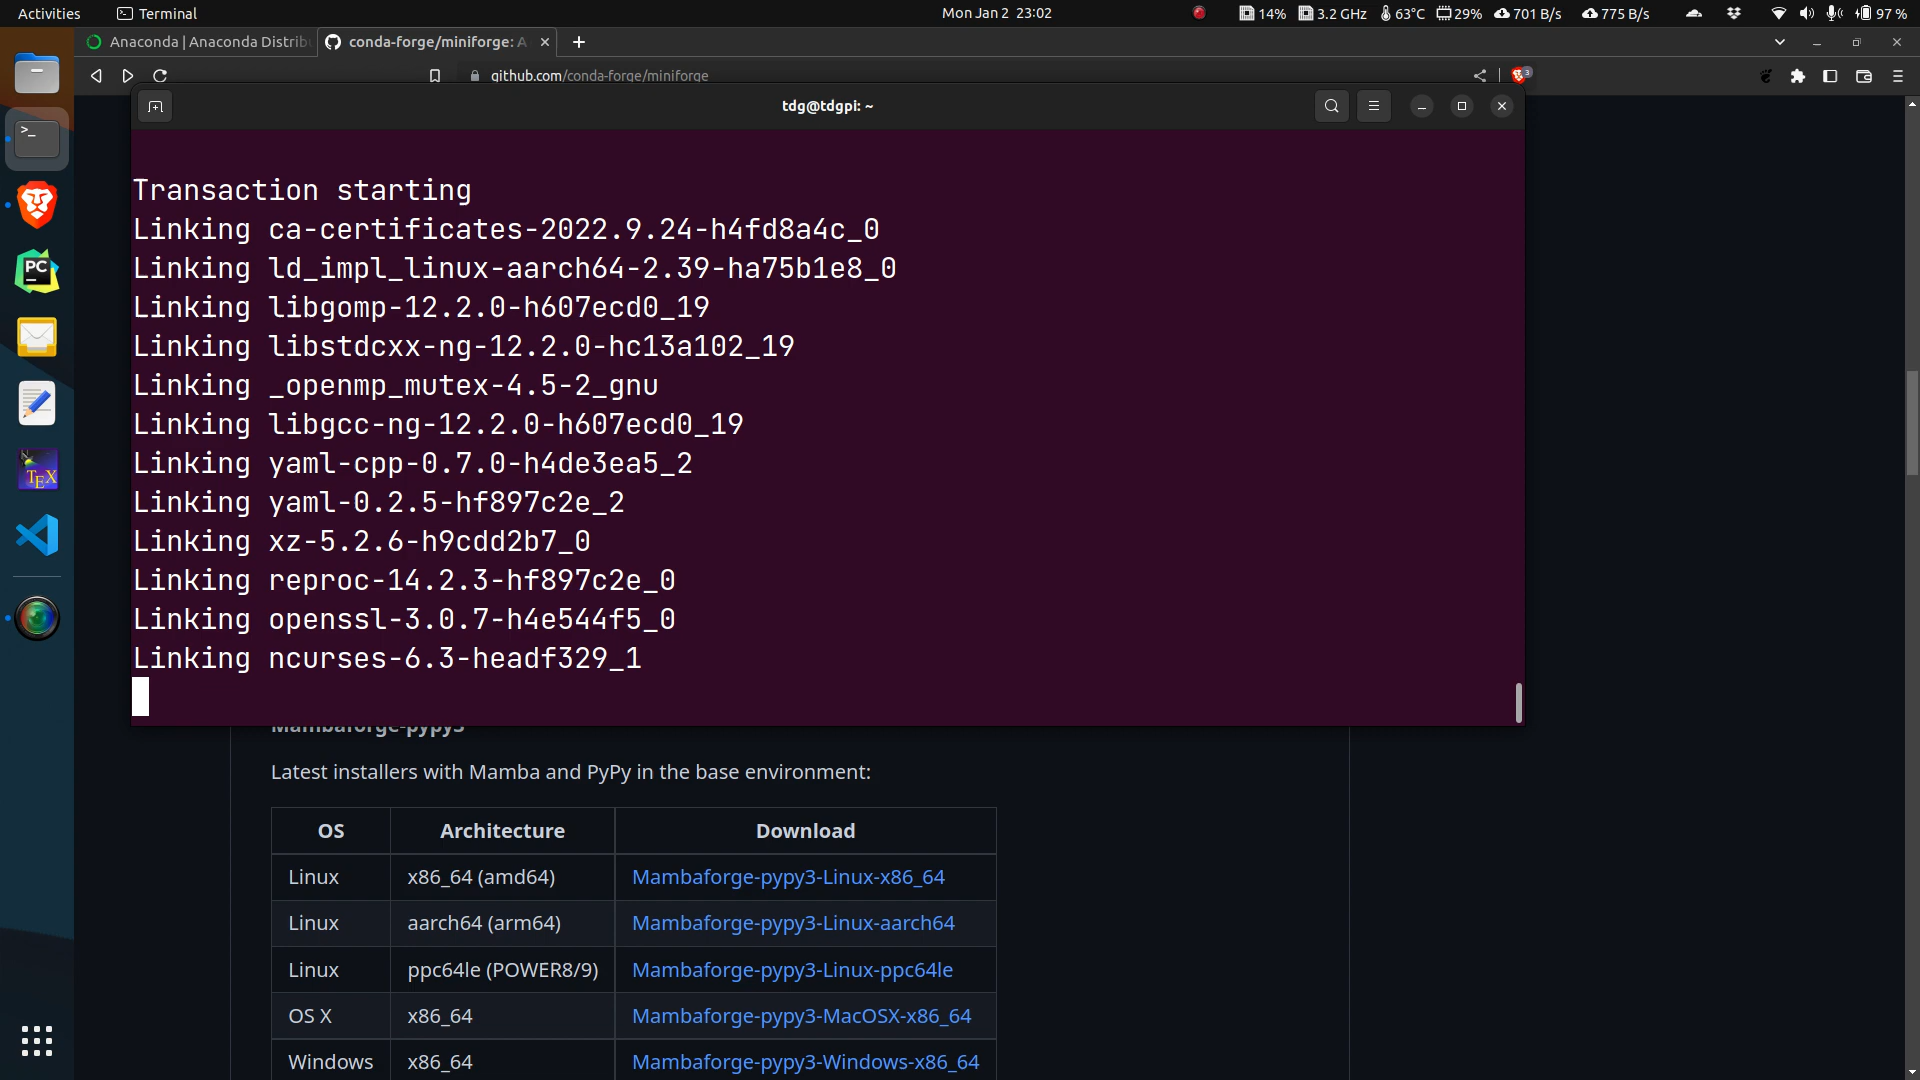 Activities
Terminal
Mon Jan 2 23:02
14%
3.2 GHz
63°C
29%
701 B/s
775 B/s
97 %
Anaconda | Anaconda Distrib
conda-forge/miniforge: A
github.com/conda-forge/miniforge
3
tdg@tdgpi: ~
Transaction starting
Linking ca-certificates-2022.9.24-h4fd8a4c_0
Linking ld_impl_linux-aarch64-2.39-ha75b1e8_0
Linking libgomp-12.2.0-h607ecd0_19
Linking libstdcxx-ng-12.2.0-hc13a102_19
Linking _openmp_mutex-4.5-2_gnu
Linking libgcc-ng-12.2.0-h607ecd0_19
Linking yaml-cpp-0.7.0-h4de3ea5_2
Linking yaml-0.2.5-hf897c2e_2
Linking xz-5.2.6-h9cdd2b7_0
Linking reproc-14.2.3-hf897c2e_0
Linking openssl-3.0.7-h4e544f5_0
Linking ncurses-6.3-headf329_1
Mambaforge-pypy3
Latest installers with Mamba and PyPy in the base environment:
OS Architecture Download
Linux x86_64 (amd64) Mambaforge-pypy3-Linux-x86_64
Linux aarch64 (arm64) Mambaforge-pypy3-Linux-aarch64
Linux ppc64le (POWER8/9) Mambaforge-pypy3-Linux-ppc64le
OS X x86_64 Mambaforge-pypy3-MacOSX-x86_64
Windows x86_64 Mambaforge-pypy3-Windows-x86_64
>_
PC
TEX